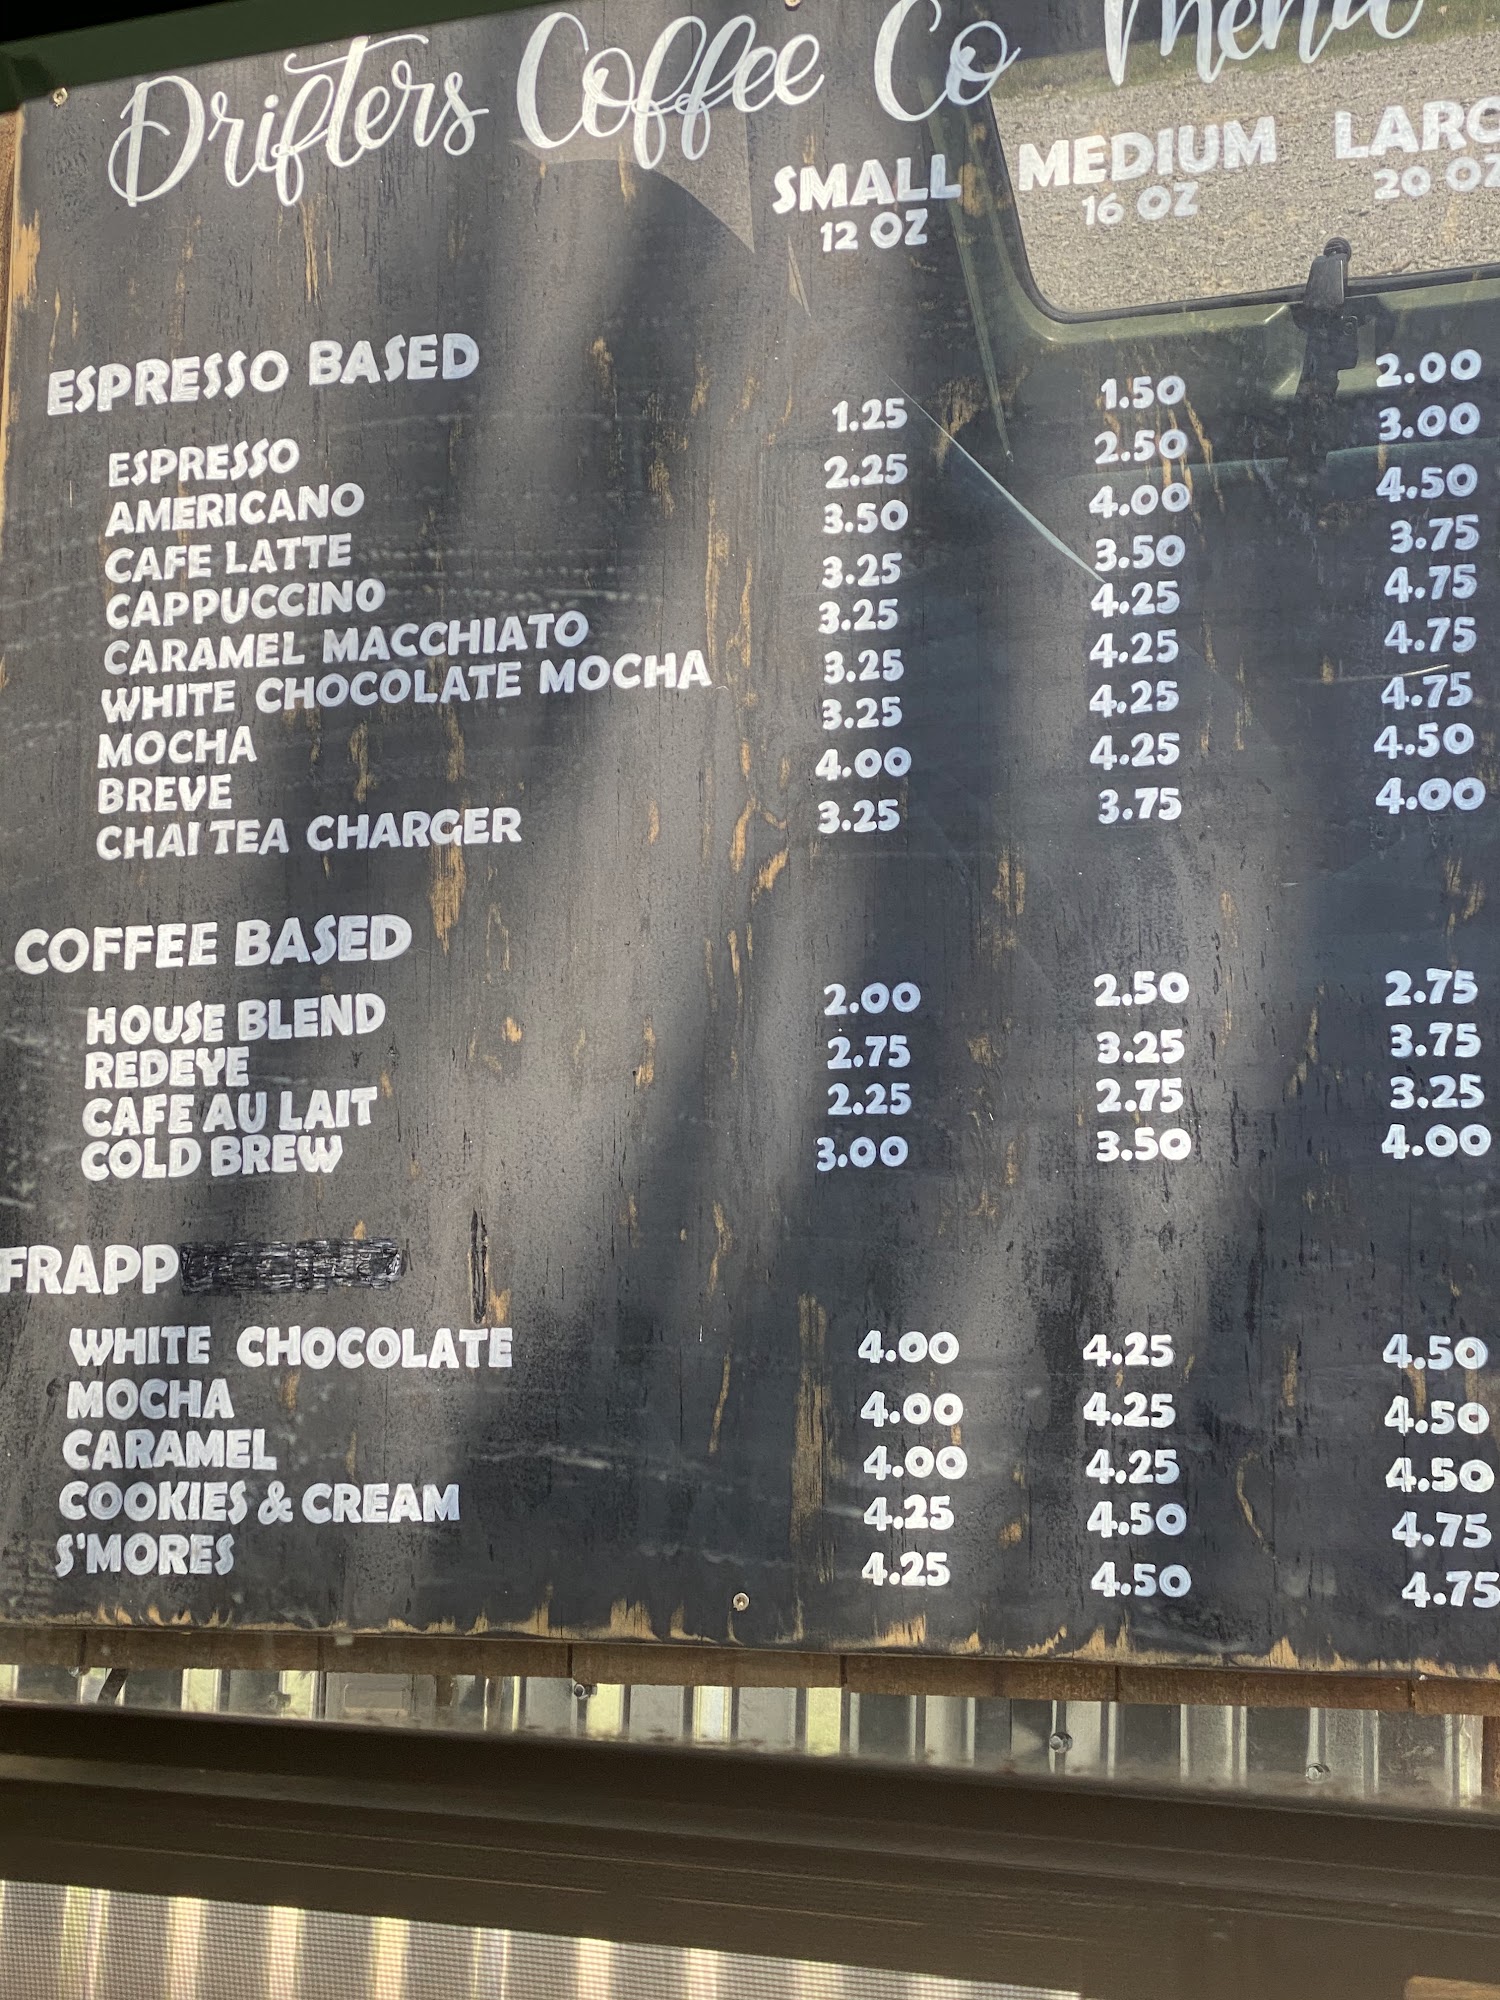 Drifters Coffee Co Menu
SMALL MEDIUM LARG
12 OZ 16 OZ 20 OZ
ESPRESSO BASED
ESPRESSO 1.25 1.50 2.00
AMERICANO 2.25 2.50 3.00
CAFE LATTE 3.50 4.00 4.50
CAPPUCCINO 3.25 3.50 3.75
CARAMEL MACCHIATO 3.25 4.25 4.75
WHITE CHOCOLATE MOCHA 3.25 4.25 4.75
MOCHA 3.25 4.25 4.75
BREVE 4.00 4.25 4.50
CHAI TEA CHARGER 3.25 3.75 4.00
COFFEE BASED
HOUSE BLEND 2.00 2.50 2.75
REDEYE 2.75 3.25 3.75
CAFE AU LAIT 2.25 2.75 3.25
COLD BREW 3.00 3.50 4.00
FRAPP
WHITE CHOCOLATE 4.00 4.25 4.50
MOCHA 4.00 4.25 4.50
CARAMEL 4.00 4.25 4.50
COOKIES & CREAM 4.25 4.50 4.75
S'MORES 4.25 4.50 4.75